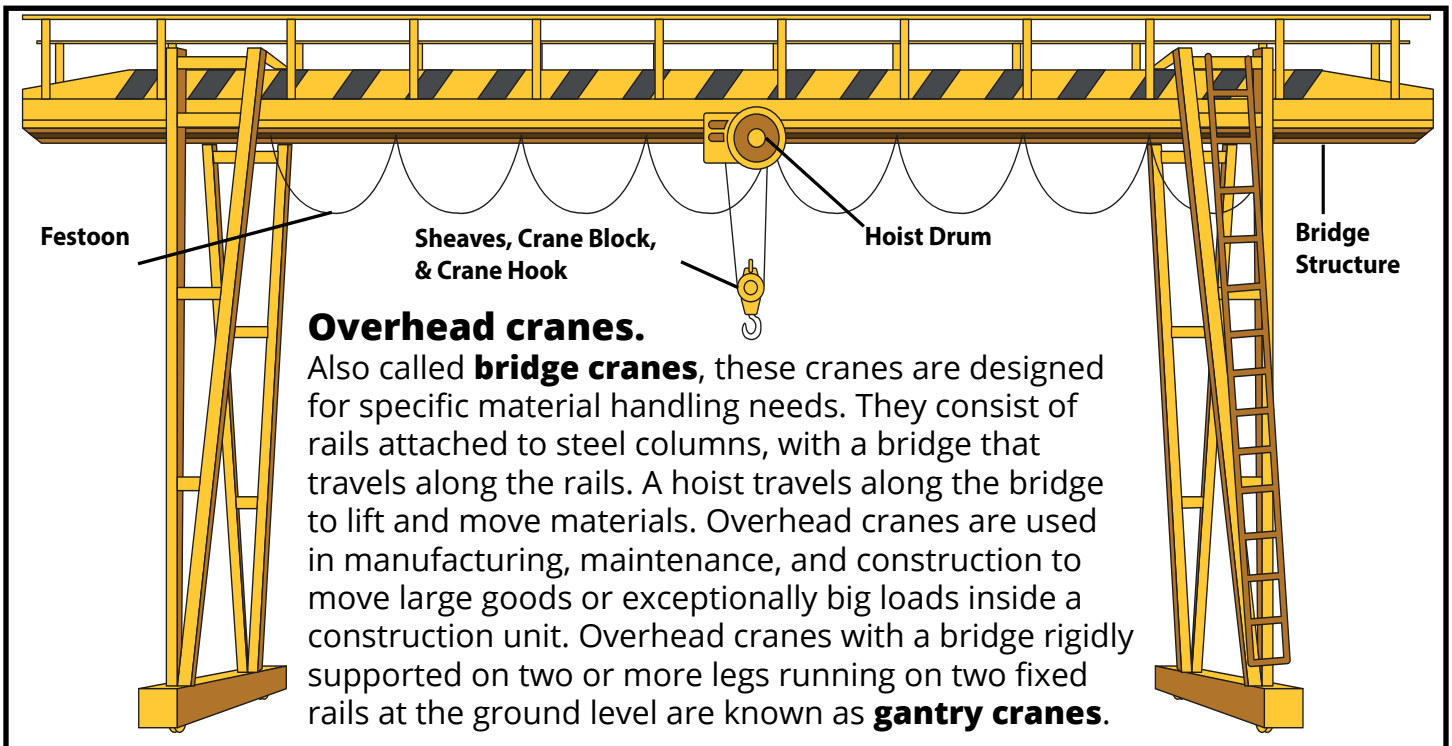 Festoon
Sheaves, Crane Block,
& Crane Hook
Hoist Drum
Bridge
Structure
Overhead cranes.
Also called bridge cranes, these cranes are designed
for specific material handling needs. They consist of
rails attached to steel columns, with a bridge that
travels along the rails. A hoist travels along the bridge
to lift and move materials. Overhead cranes are used
in manufacturing, maintenance, and construction to
move large goods or exceptionally big loads inside a
construction unit. Overhead cranes with a bridge rigidly
supported on two or more legs running on two fixed
rails at the ground level are known as gantry cranes.